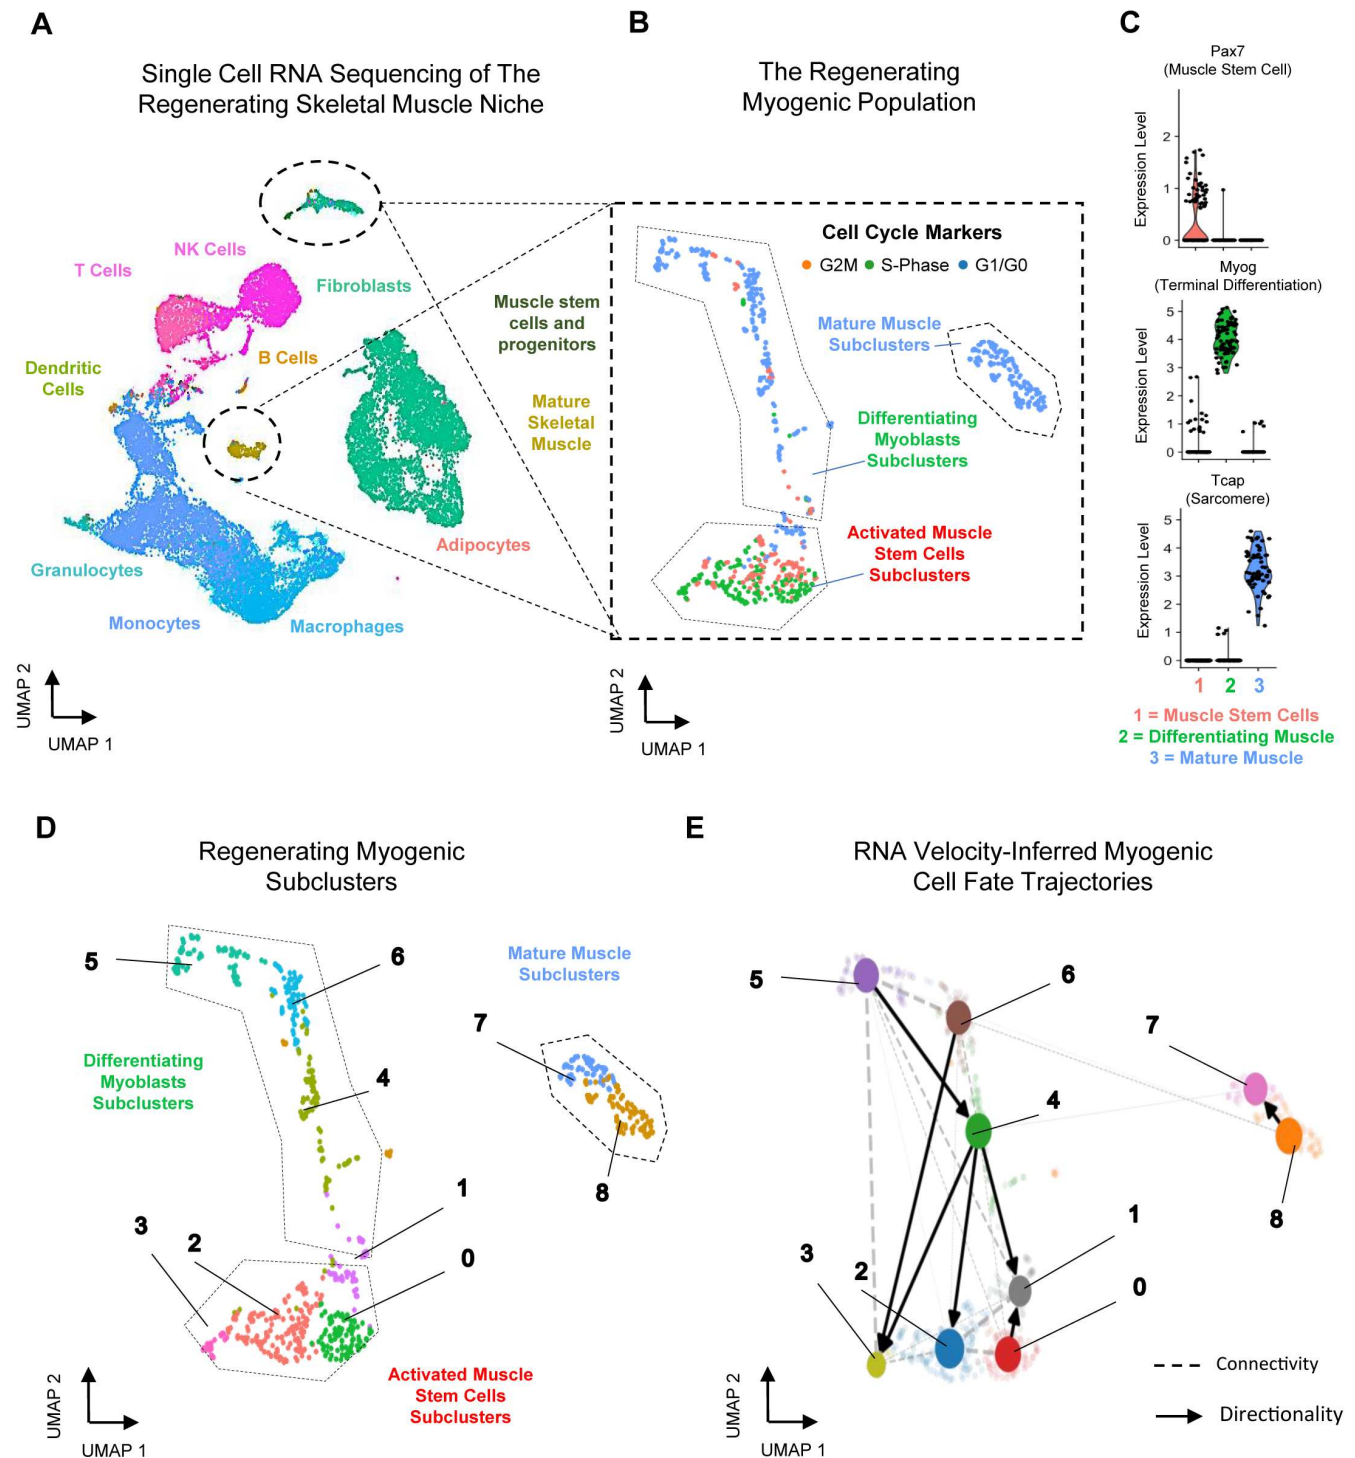 A
Single Cell RNA Sequencing of The
Regenerating Skeletal Muscle Niche
NK Cells
T Cells
Fibroblasts
Dendritic
Cells
B Cells
Muscle stem
cells and
progenitors
Mature
Skeletal
Muscle
Adipocytes
Granulocytes
Monocytes
Macrophages
UMAP 2
UMAP 1
B
The Regenerating
Myogenic Population
Cell Cycle Markers
G2M
S-Phase
G1/G0
Mature Muscle
Subclusters
Differentiating
Myoblasts
Subclusters
Activated Muscle
Stem Cells
Subclusters
UMAP 2
UMAP 1
C
Pax7
(Muscle Stem Cell)
Expression Level
2
1
0
Myog
(Terminal Differentiation)
Expression Level
5
4
3
2
1
0
Tcap
(Sarcomere)
Expression Level
5
4
3
2
1
0
1 2 3
1 = Muscle Stem Cells
2 = Differentiating Muscle
3 = Mature Muscle
D
Regenerating Myogenic
Subclusters
5
6
Mature Muscle
Subclusters
7
Differentiating
Myoblasts
Subclusters
4
8
1
3
2
0
Activated Muscle
Stem Cells
Subclusters
UMAP 2
UMAP 1
E
RNA Velocity-Inferred Myogenic
Cell Fate Trajectories
5
6
7
4
8
1
3
2
0
Connectivity
Directionality
UMAP 2
UMAP 1